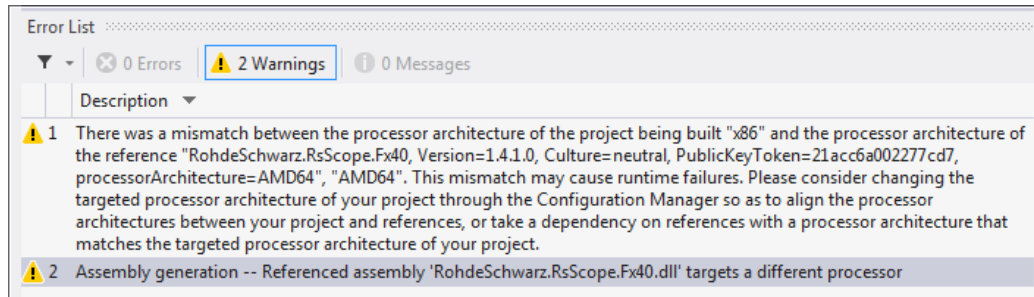 Error List
0 Errors 2 Warnings 0 Messages
Description
1 There was a mismatch between the processor architecture of the project being built "x86" and the processor architecture of
the reference "RohdeSchwarz.RsScope.Fx40, Version=1.4.1.0, Culture=neutral, PublicKeyToken=21acc6a002277cd7,
processorArchitecture=AMD64", "AMD64". This mismatch may cause runtime failures. Please consider changing the
targeted processor architecture of your project through the Configuration Manager so as to align the processor
architectures between your project and references, or take a dependency on references with a processor architecture that
matches the targeted processor architecture of your project.
2 Assembly generation -- Referenced assembly 'RohdeSchwarz.RsScope.Fx40.dll' targets a different processor